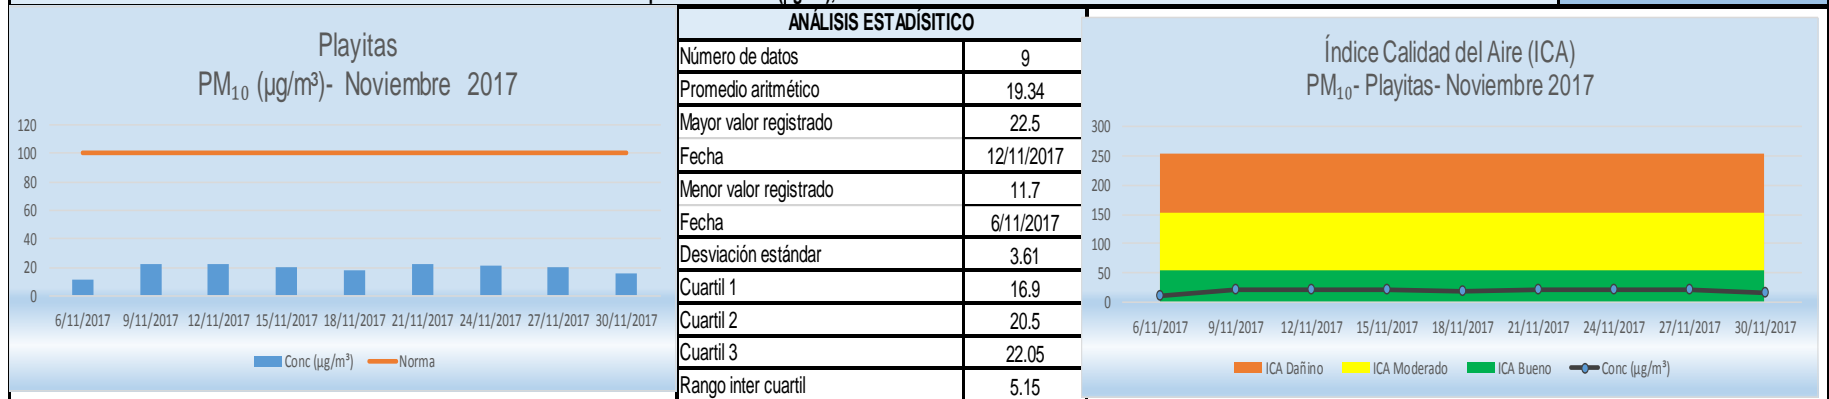 Playitas
PM₁₀ (µg/m³)- Noviembre 2017
120
100
80
60
40
20
0
6/11/2017 9/11/2017 12/11/2017 15/11/2017 18/11/2017 21/11/2017 24/11/2017 27/11/2017 30/11/2017
Conc (µg/m³) Norma
ANÁLISIS ESTADÍSITICO
Número de datos 9
Promedio aritmético 19.34
Mayor valor registrado 22.5
Fecha 12/11/2017
Menor valor registrado 11.7
Fecha 6/11/2017
Desviación estándar 3.61
Cuartil 1 16.9
Cuartil 2 20.5
Cuartil 3 22.05
Rango inter cuartil 5.15
Índice Calidad del Aire (ICA)
PM₁₀- Playitas- Noviembre 2017
300
250
200
150
100
50
0
6/11/2017 9/11/2017 12/11/2017 15/11/2017 18/11/2017 21/11/2017 24/11/2017 27/11/2017 30/11/2017
ICA Dañino ICA Moderado ICA Bueno Conc (µg/m³)